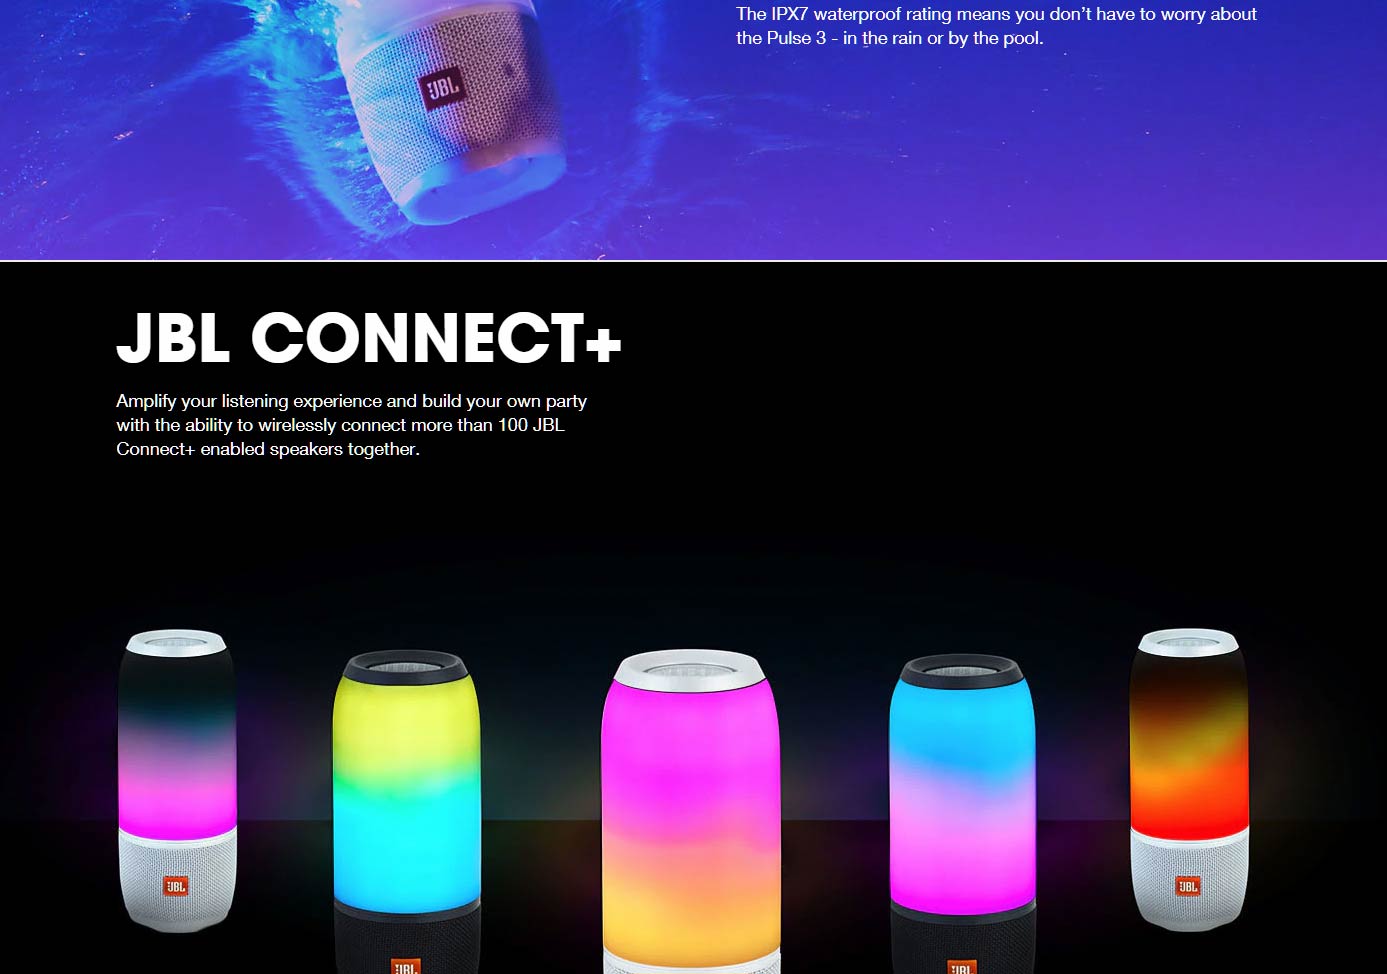 The IPX7 waterproof rating means you don’t have to worry about
the Pulse 3 - in the rain or by the pool.
JBL
JBL CONNECT+
Amplify your listening experience and build your own party
with the ability to wirelessly connect more than 100 JBL
Connect+ enabled speakers together.
JBL
JBL
JBL
JBL